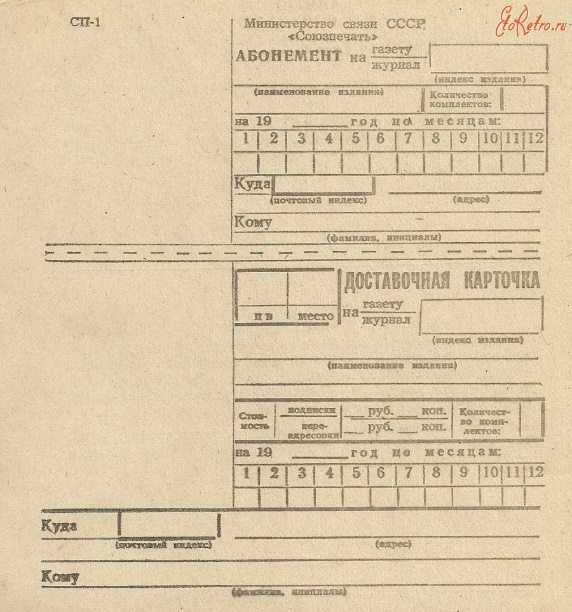 СП-1
EtoRetro.ru
Министерство связи СССР
«Союзпечать»
АБОНЕМЕНТ на газету
журнал
(индекс издания)
(наименование издания)
Количество
комплектов:
на 19 ______ год по месяцам:
1 2 3 4 5 6 7 8 9 10 11 12
Куда
(почтовый индекс) (адрес)
Кому
(фамилия, инициалы)
ДОСТАВОЧНАЯ КАРТОЧКА
пв место
на газету
журнал
(индекс издания)
(наименование издания)
Стои-
мость
подписки ___ руб. ___ коп.
пере-
адресовки ___ руб. ___ коп.
Количест-
во комп-
лектов:
на 19 ______ год по месяцам:
1 2 3 4 5 6 7 8 9 10 11 12
Куда
(почтовый индекс) (адрес)
Кому
(фамилия, инициалы)